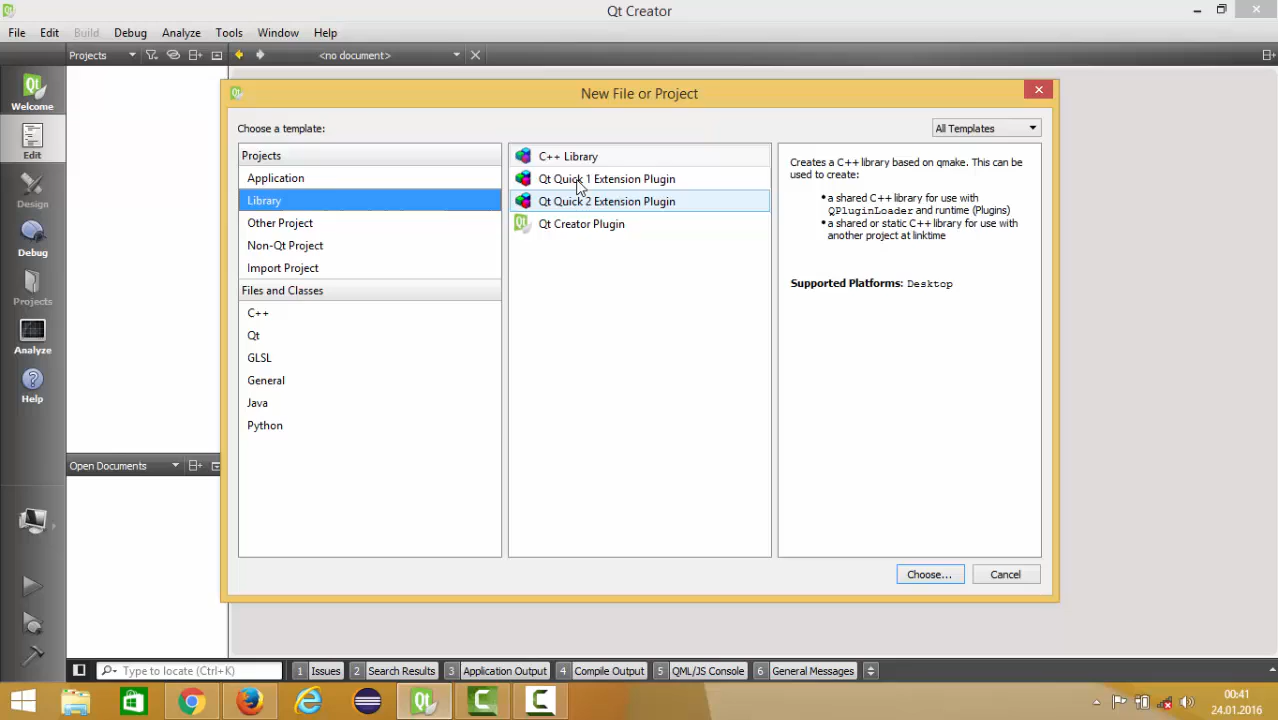 Qt Creator
File Edit Build Debug Analyze Tools Window Help
Projects <no document>
Welcome
Edit
Design
Debug
Projects
Analyze
Help
New File or Project
Choose a template:
All Templates
Projects
Application
Library
Other Project
Non-Qt Project
Import Project
Files and Classes
C++
Qt
GLSL
General
Java
Python
C++ Library
Qt Quick 1 Extension Plugin
Qt Quick 2 Extension Plugin
Qt Creator Plugin
Creates a C++ library based on qmake. This can be
used to create:
a shared C++ library for use with
QPluginLoader and runtime (Plugins)
a shared or static C++ library for use with
another project at linktime
Supported Platforms: Desktop
Choose... Cancel
Open Documents
Type to locate (Ctrl+K) 1 Issues 2 Search Results 3 Application Output 4 Compile Output 5 QML/JS Console 6 General Messages
00:41
24.01.2016